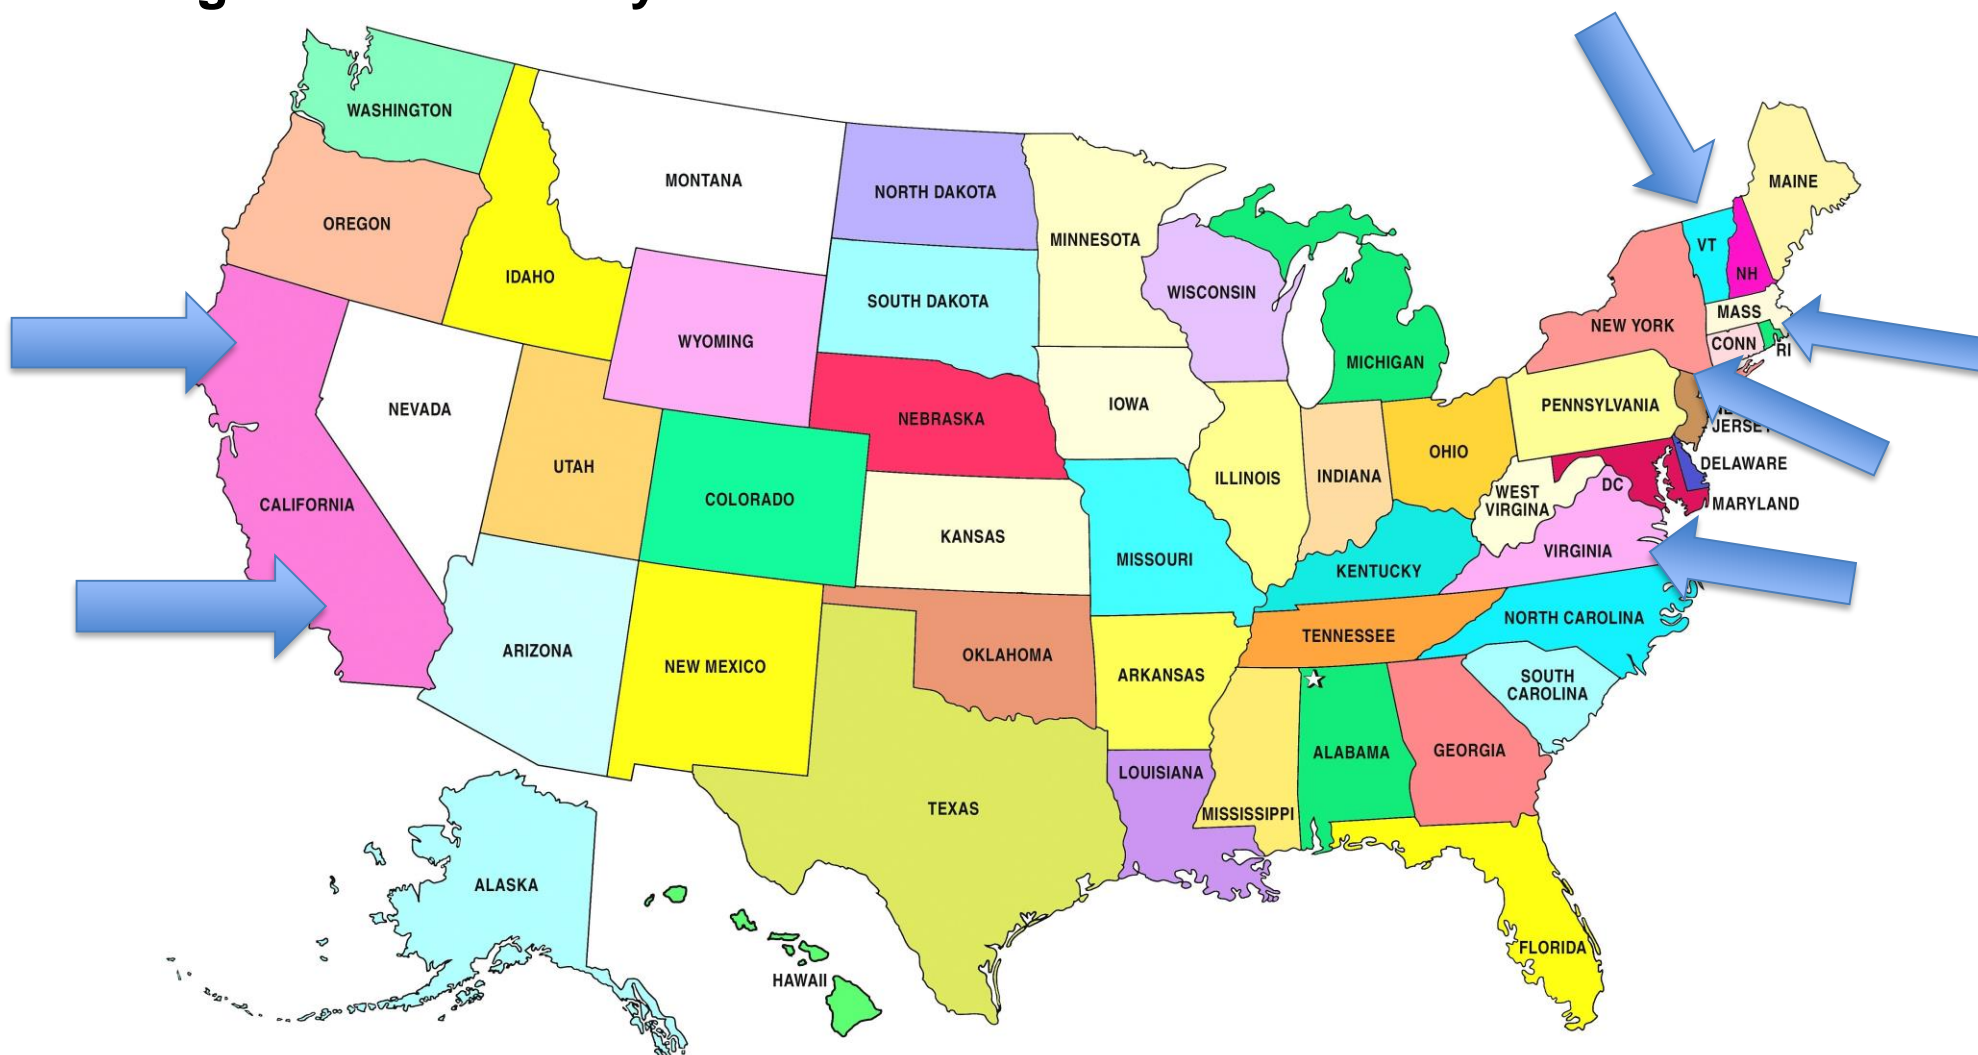 WASHINGTON
MONTANA
NORTH DAKOTA
MINNESOTA
MAINE
OREGON
IDAHO
WYOMING
SOUTH DAKOTA
WISCONSIN
MICHIGAN
NEW YORK
VT
NH
MASS
CONN
RI
NEVADA
UTAH
COLORADO
NEBRASKA
IOWA
ILLINOIS
INDIANA
OHIO
PENNSYLVANIA
DELAWARE
MARYLAND
DC
WEST
VIRGINA
VIRGINIA
CALIFORNIA
KANSAS
MISSOURI
KENTUCKY
ARIZONA
NEW MEXICO
OKLAHOMA
ARKANSAS
TENNESSEE
NORTH CAROLINA
SOUTH
CAROLINA
TEXAS
LOUISIANA
MISSISSIPPI
ALABAMA
GEORGIA
FLORIDA
ALASKA
HAWAII